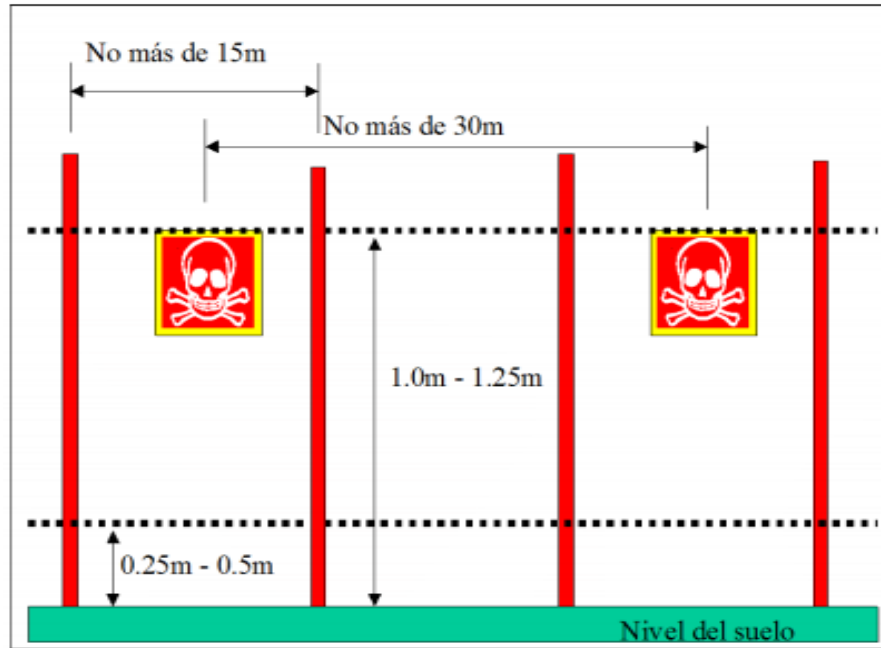 No más de 15m
No más de 30m
1.0m - 1.25m
0.25m - 0.5m
Nivel del suelo